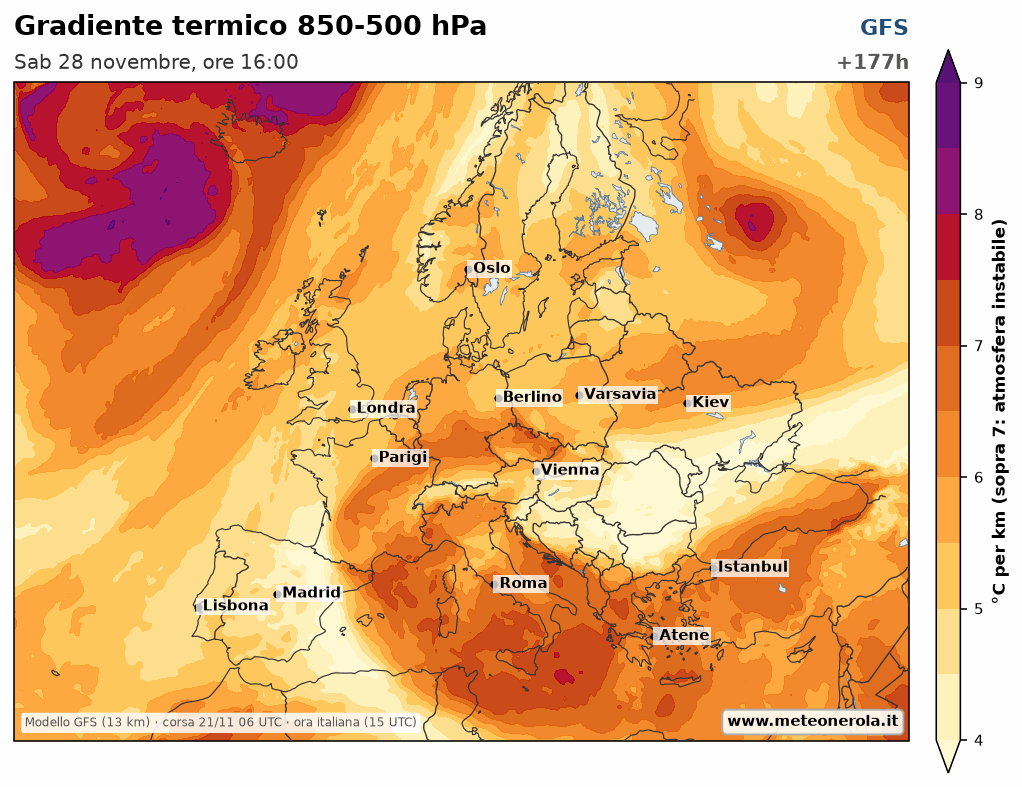 Gradiente termico 850-500 hPa
GFS
Sab 28 novembre, ore 16:00
+177h
Oslo
Londra
Berlino
Varsavia
Kiev
Parigi
Vienna
Istanbul
Roma
Madrid
Lisbona
Atene
Modello GFS (13 km) · corsa 21/11 06 UTC · ora italiana (15 UTC)
www.meteonerola.it
9
8
7
6
5
4
°C per km (sopra 7: atmosfera instabile)